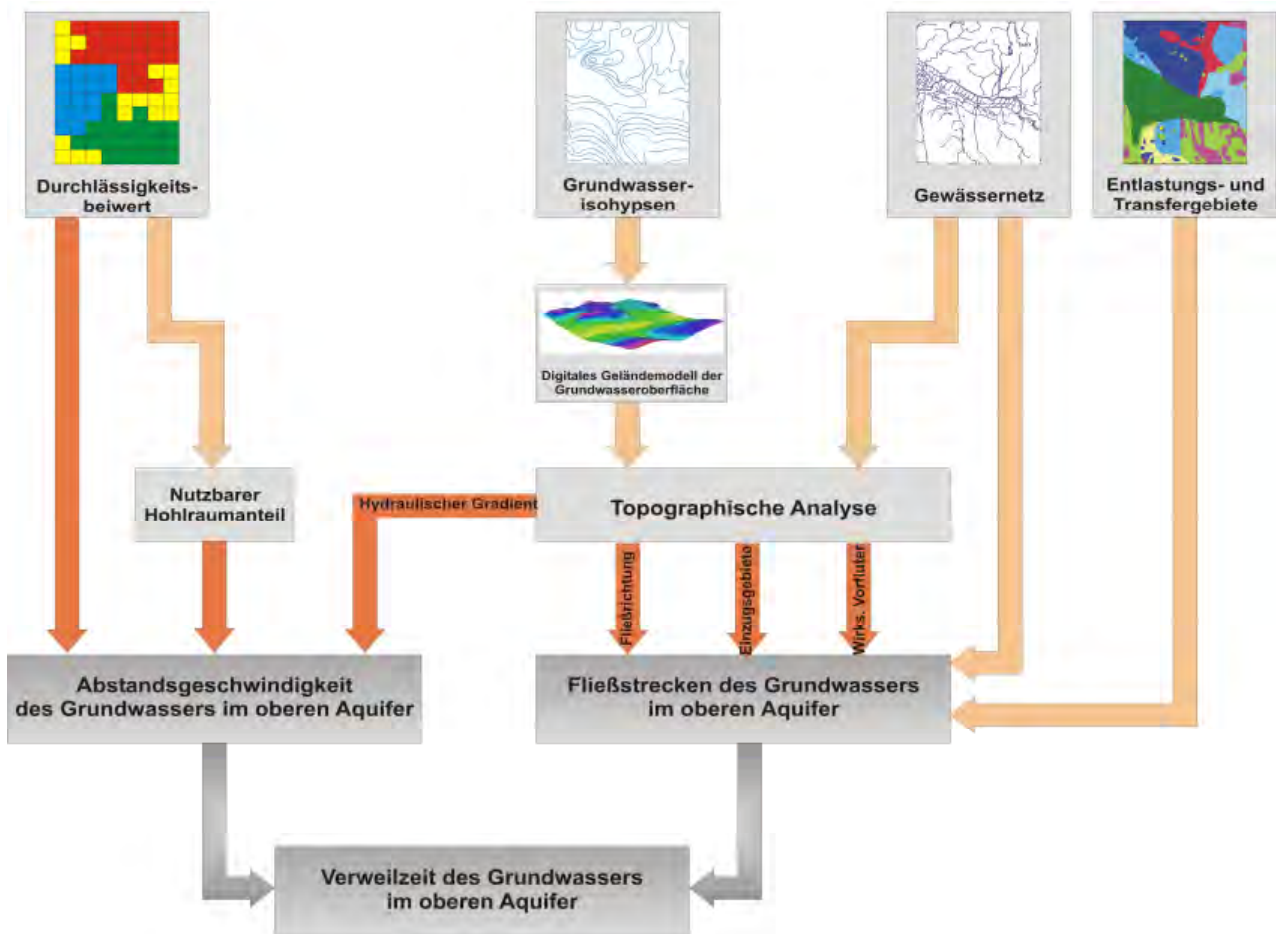 Durchlässigkeits-
beiwert
Grundwasser-
isohypsen
Gewässernetz
Entlastungs- und
Transfergebiete
Digitales Geländemodell der
Grundwasseroberfläche
Nutzbarer
Hohlraumanteil
Hydraulischer Gradient
Topographische Analyse
Fließrichtung
Einzugsgebiete
Wirks. Vorfluter
Abstandsgeschwindigkeit
des Grundwassers im oberen Aquifer
Fließstrecken des Grundwassers
im oberen Aquifer
Verweilzeit des Grundwassers
im oberen Aquifer